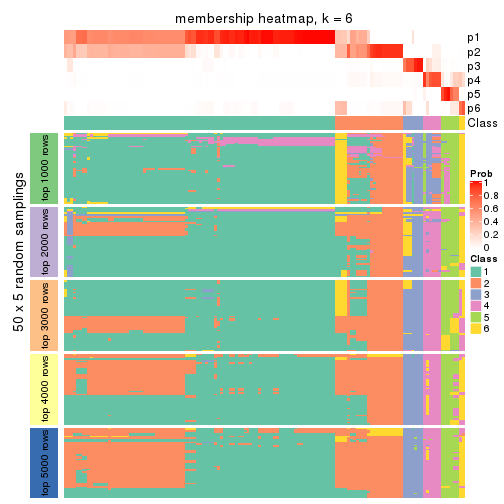 membership heatmap, k = 6
p1
p2
p3
p4
p5
p6
Class
50 x 5 random samplings
top 1000 rows
top 2000 rows
top 3000 rows
top 4000 rows
top 5000 rows
Prob
1
0.8
0.6
0.4
0.2
0
Class
1
2
3
4
5
6